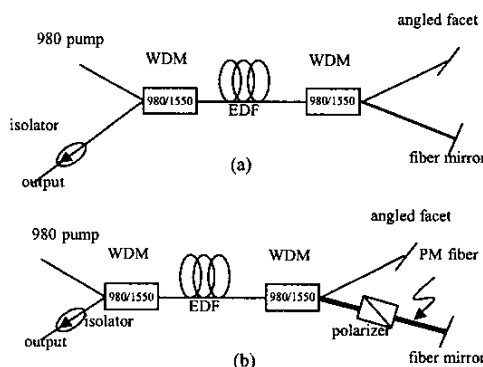 angled facet
980 pump
WDM
WDM
980/1550
980/1550
EDF
isolator
output
fiber mirror
(a)
angled facet
980 pump
PM fiber
WDM
WDM
980/1550
980/1550
EDF
isolator
output
polarizer
fiber mirror
(b)